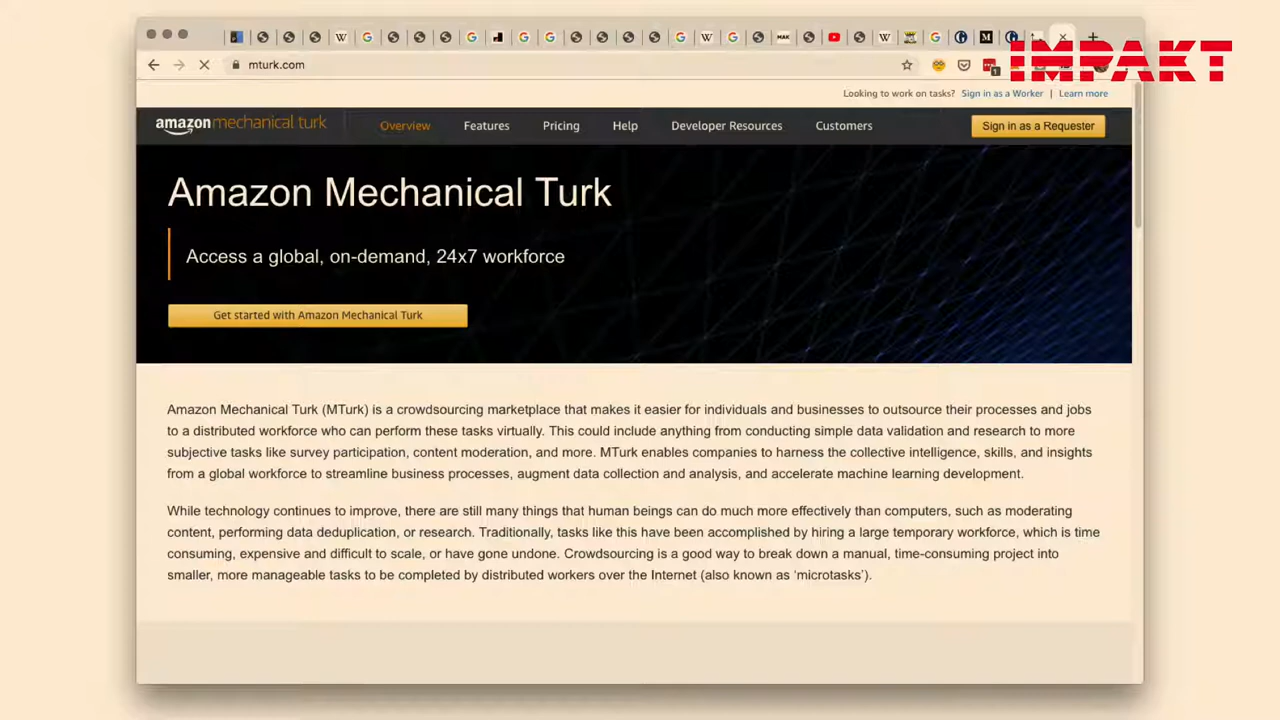 IMPAKT
mturk.com
1
Looking to work on tasks? Sign in as a Worker | Learn more
amazon mechanical turk
Overview Features Pricing Help Developer Resources Customers Sign in as a Requester
Amazon Mechanical Turk
Access a global, on-demand, 24x7 workforce
Get started with Amazon Mechanical Turk
Amazon Mechanical Turk (MTurk) is a crowdsourcing marketplace that makes it easier for individuals and businesses to outsource their processes and jobs
to a distributed workforce who can perform these tasks virtually. This could include anything from conducting simple data validation and research to more
subjective tasks like survey participation, content moderation, and more. MTurk enables companies to harness the collective intelligence, skills, and insights
from a global workforce to streamline business processes, augment data collection and analysis, and accelerate machine learning development.
While technology continues to improve, there are still many things that human beings can do much more effectively than computers, such as moderating
content, performing data deduplication, or research. Traditionally, tasks like this have been accomplished by hiring a large temporary workforce, which is time
consuming, expensive and difficult to scale, or have gone undone. Crowdsourcing is a good way to break down a manual, time-consuming project into
smaller, more manageable tasks to be completed by distributed workers over the Internet (also known as ‘microtasks’).